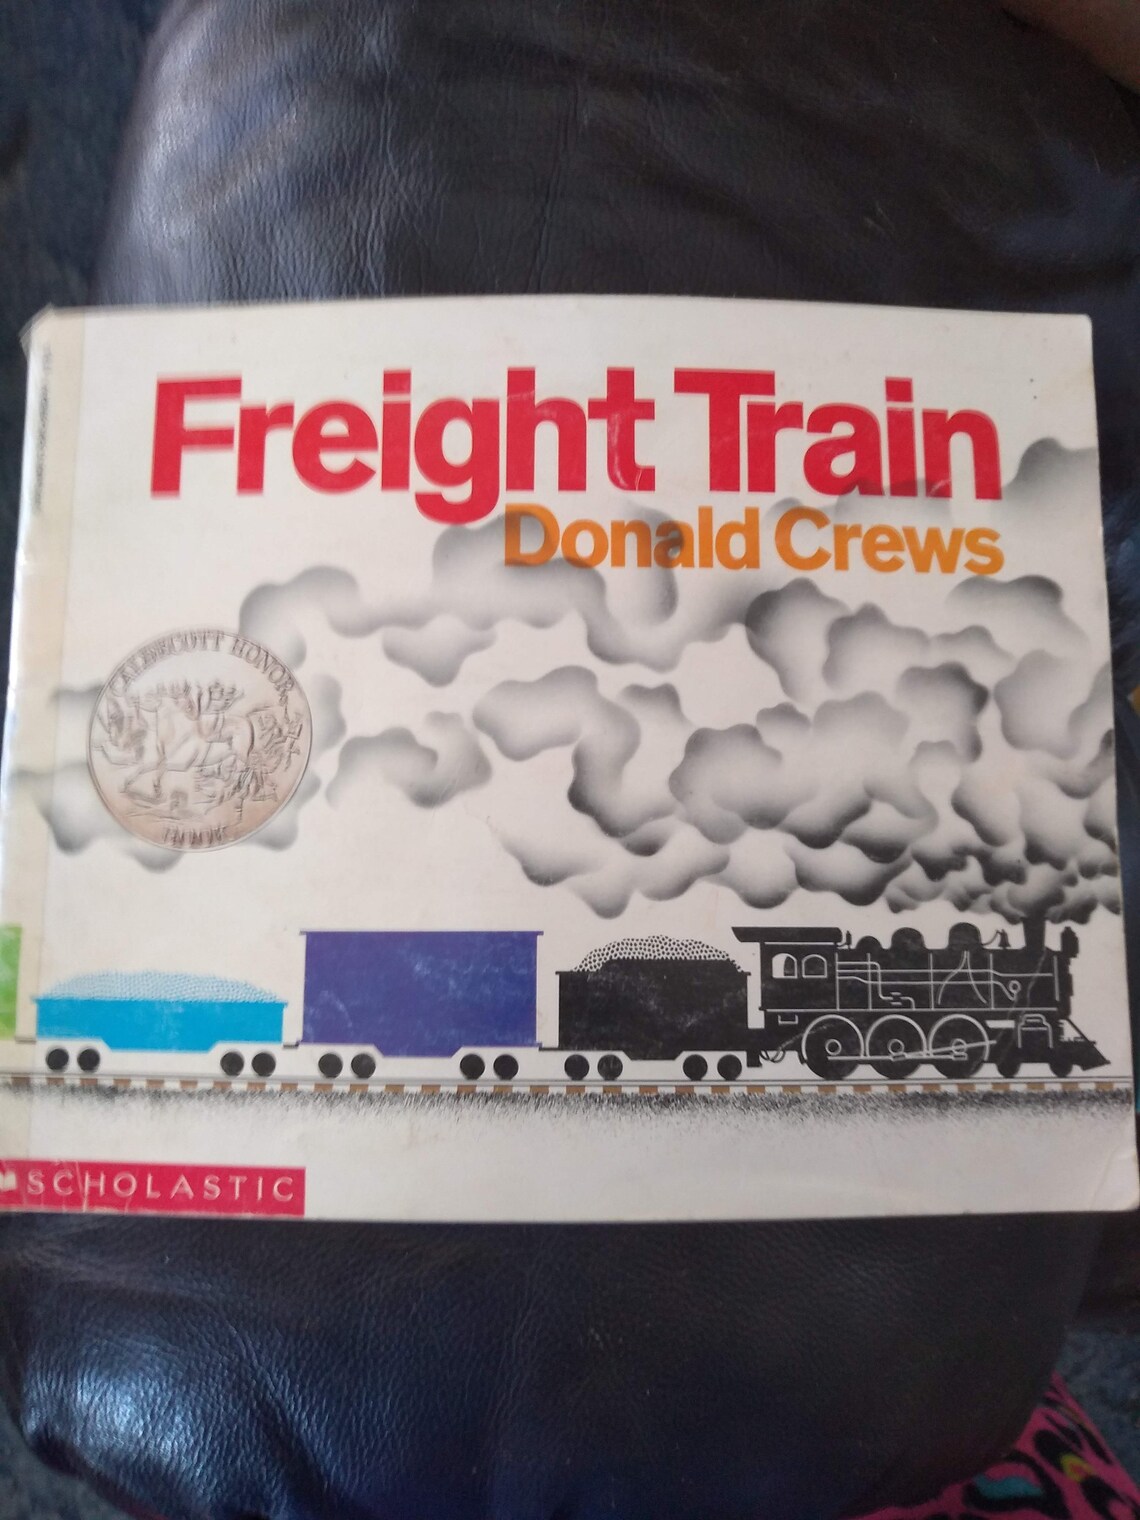 Freight Train
Donald Crews
CALDECOTT HONOR
SCHOLASTIC